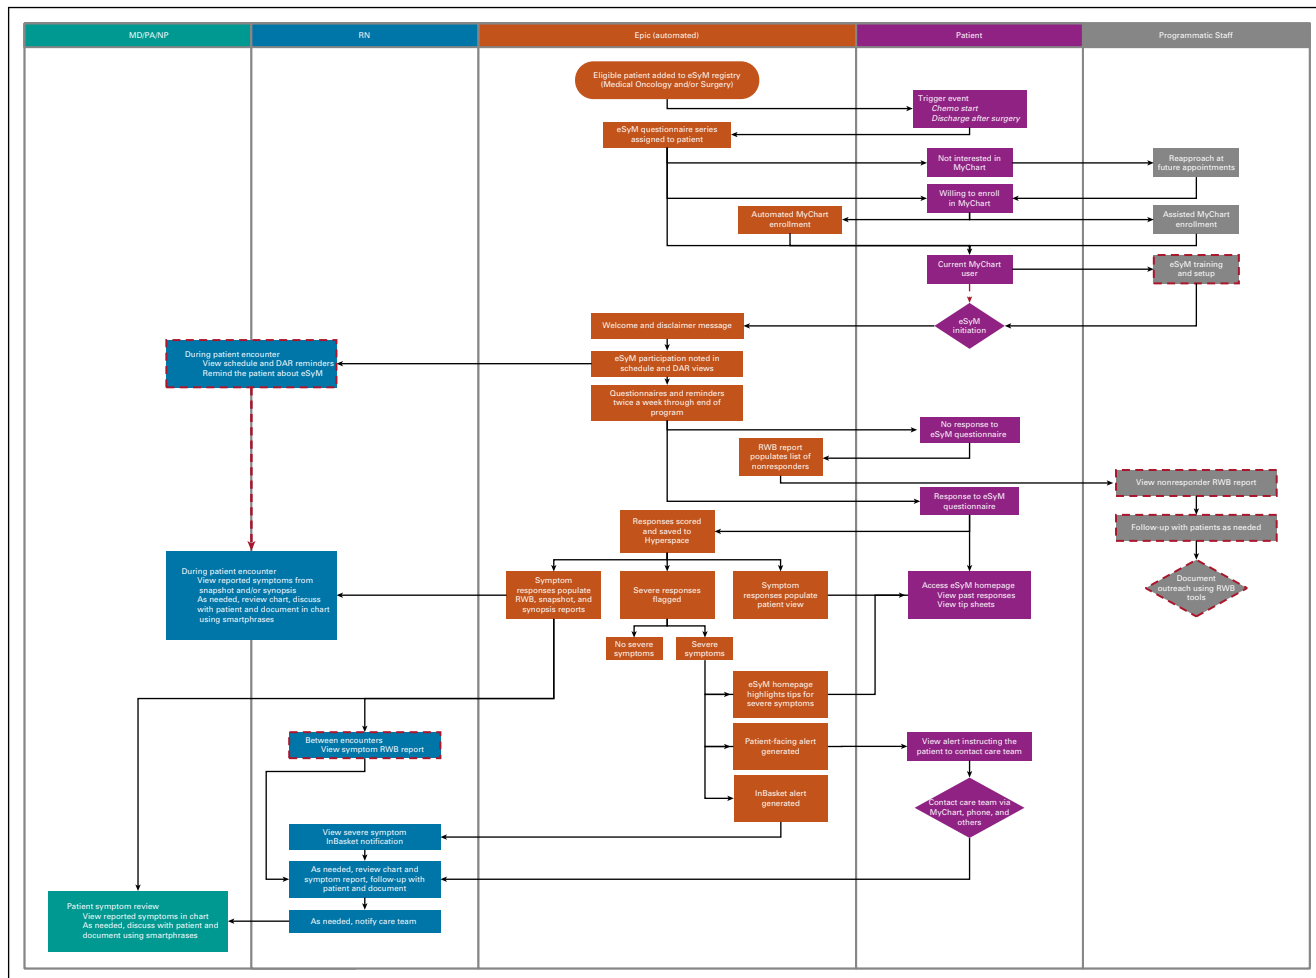 MD/PA/NP
RN
Epic (automated)
Patient
Programmatic Staff
Eligible patient added to eSyM registry
(Medical Oncology and/or Surgery)
Trigger event
Chemo start
Discharge after surgery
eSyM questionnaire series
assigned to patient
Not interested in
MyChart
Reapproach at
future appointments
Willing to enroll
in MyChart
Automated MyChart
enrollment
Assisted MyChart
enrollment
Current MyChart
user
eSyM training
and setup
eSyM
initiation
Welcome and disclaimer message
During patient encounter
View schedule and DAR reminders
Remind the patient about eSyM
eSyM participation noted in
schedule and DAR views
Questionnaires and reminders
twice a week through end of
program
No response to
eSyM questionnaire
RWB report
populates list of
nonresponders
View nonresponder RWB report
Response to eSyM
questionnaire
Responses scored
and saved to
Hyperspace
Follow-up with patients as needed
During patient encounter
View reported symptoms from
snapshot and/or synopsis
As needed, review chart, discuss
with patient and document in chart
using smartphrases
Symptom
responses populate
RWB, snapshot, and
synopsis reports
Severe responses
flagged
Symptom
responses populate
patient view
Access eSyM homepage
View past responses
View tip sheets
Document
outreach using RWB
tools
No severe
symptoms
Severe
symptoms
eSyM homepage
highlights tips for
severe symptoms
Between encounters
View symptom RWB report
Patient-facing alert
generated
View alert instructing the
patient to contact care team
InBasket alert
generated
Contact care team via
MyChart, phone, and
others
View severe symptom
InBasket notification
As needed, review chart and
symptom report, follow-up with
patient and document
Patient symptom review
View reported symptoms in chart
As needed, discuss with patient and
document using smartphrases
As needed, notify care team